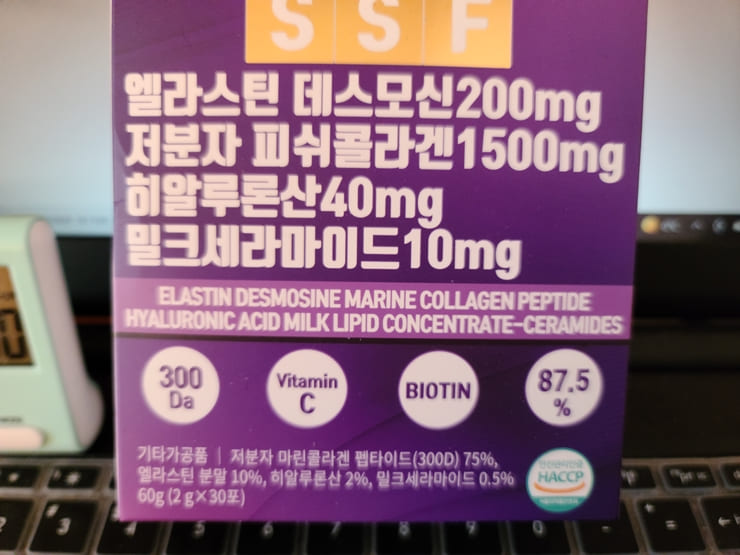 SSF
엘라스틴 데스모신200mg
저분자 피쉬콜라겐1500mg
히알루론산40mg
밀크세라마이드10mg
ELASTIN DESMOSINE MARINE COLLAGEN PEPTIDE
HYALURONIC ACID MILK LIPID CONCENTRATE-CERAMIDES
300
Da
Vitamin
C
BIOTIN
87.5
%
기타가공품 | 저분자 마린콜라겐 펩타이드(300D) 75%,
엘라스틴 분말 10%, 히알루론산 2%, 밀크세라마이드 0.5%
60g (2 g×30포)
HACCP